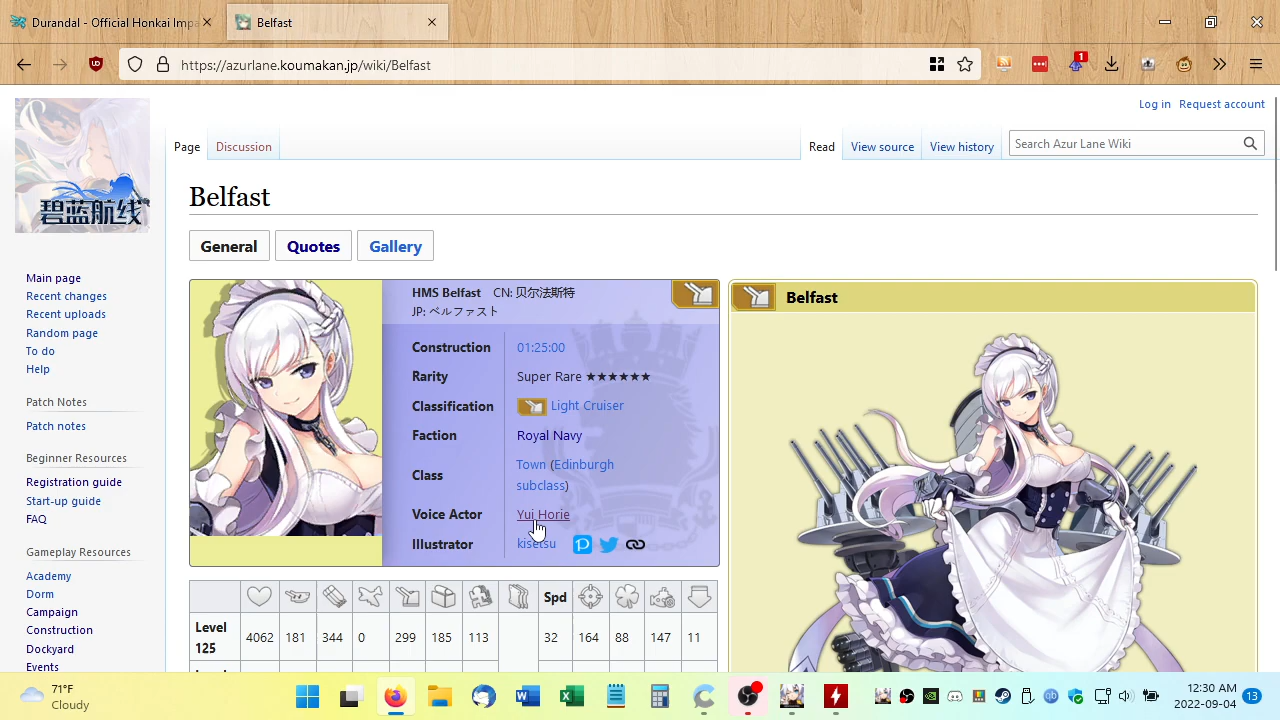 Durandal - Official Honkai Impa
Belfast
https://azurlane.koumakan.jp/wiki/Belfast
1
Log in Request account
碧蓝航线
Page Discussion Read View source View history Search Azur Lane Wiki
Belfast
General Quotes Gallery
Main page
Recent changes
Recent uploads
Random page
To do
Help
Patch Notes
Patch notes
Beginner Resources
Registration guide
Start-up guide
FAQ
Gameplay Resources
Academy
Dorm
Campaign
Construction
Dockyard
Events
HMS Belfast CN: 贝尔法斯特
JP: ベルファスト
Construction 01:25:00
Rarity Super Rare ★★★★★★
Classification Light Cruiser
Faction Royal Navy
Class Town (Edinburgh
subclass)
Voice Actor Yui Horie
Illustrator kisetsu
Spd
Level
125 4062 181 344 0 299 185 113 32 164 88 147 11
Belfast
71°F
Cloudy
12:30 AM
2022-09-04
13